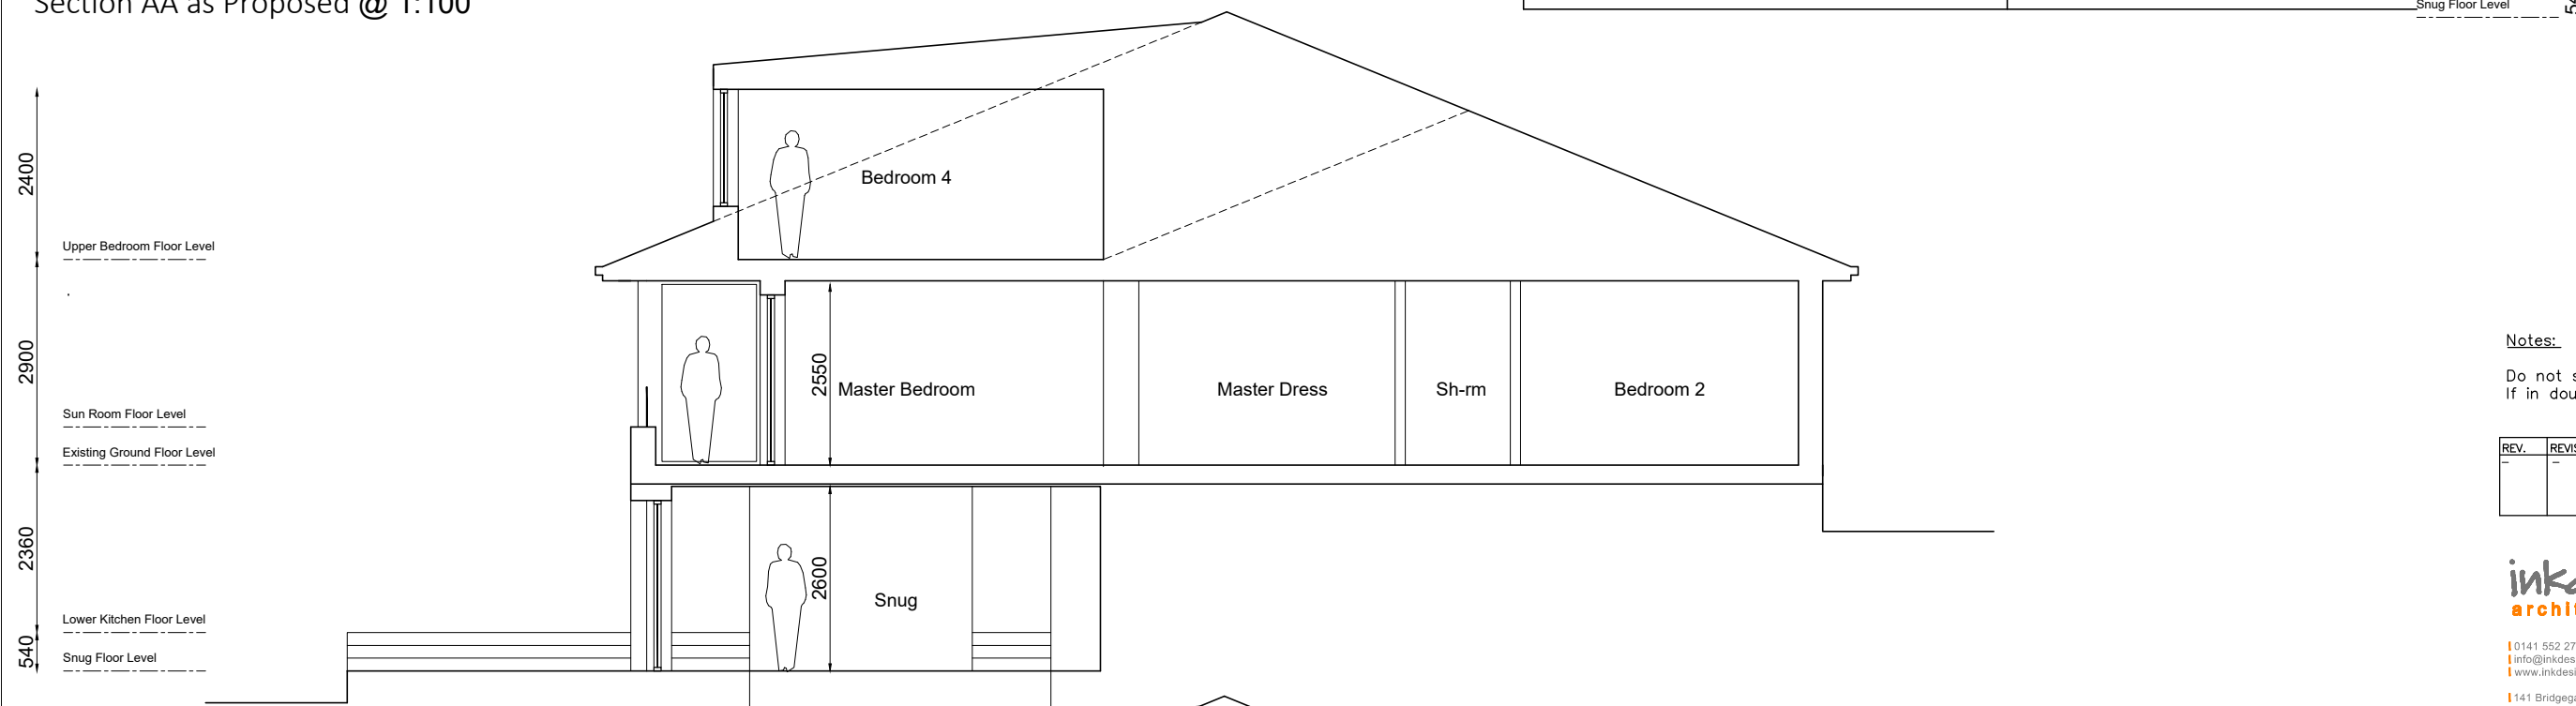 Section AA as Proposed @ 1:100
Snug Floor Level
2400
Bedroom 4
Upper Bedroom Floor Level
2900
2550
Master Bedroom
Master Dress
Sh-rm
Bedroom 2
Sun Room Floor Level
Existing Ground Floor Level
2360
2600
Snug
Lower Kitchen Floor Level
540
Snug Floor Level
Notes:
Do not
If in
REV.
–
–
0141 552